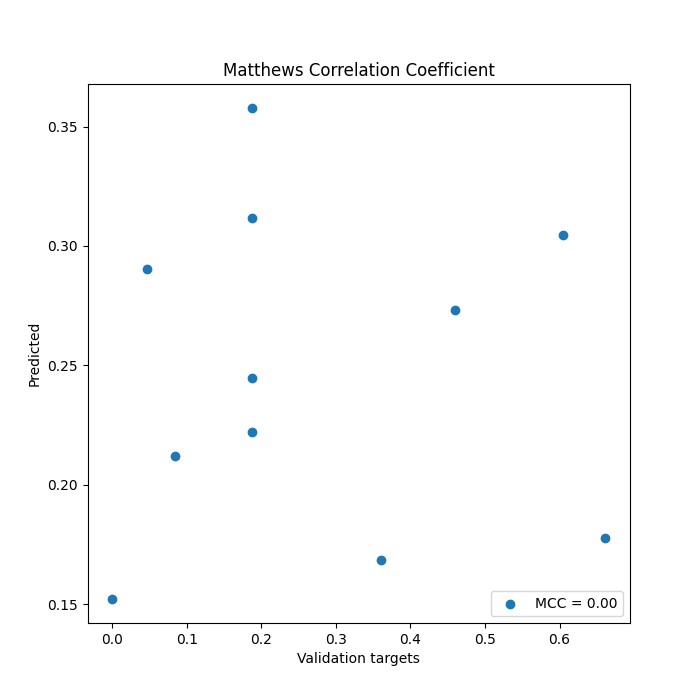 Matthews Correlation Coefficient
0.35
0.30
0.25
0.20
0.15
Predicted
MCC = 0.00
0.0 0.1 0.2 0.3 0.4 0.5 0.6
Validation targets